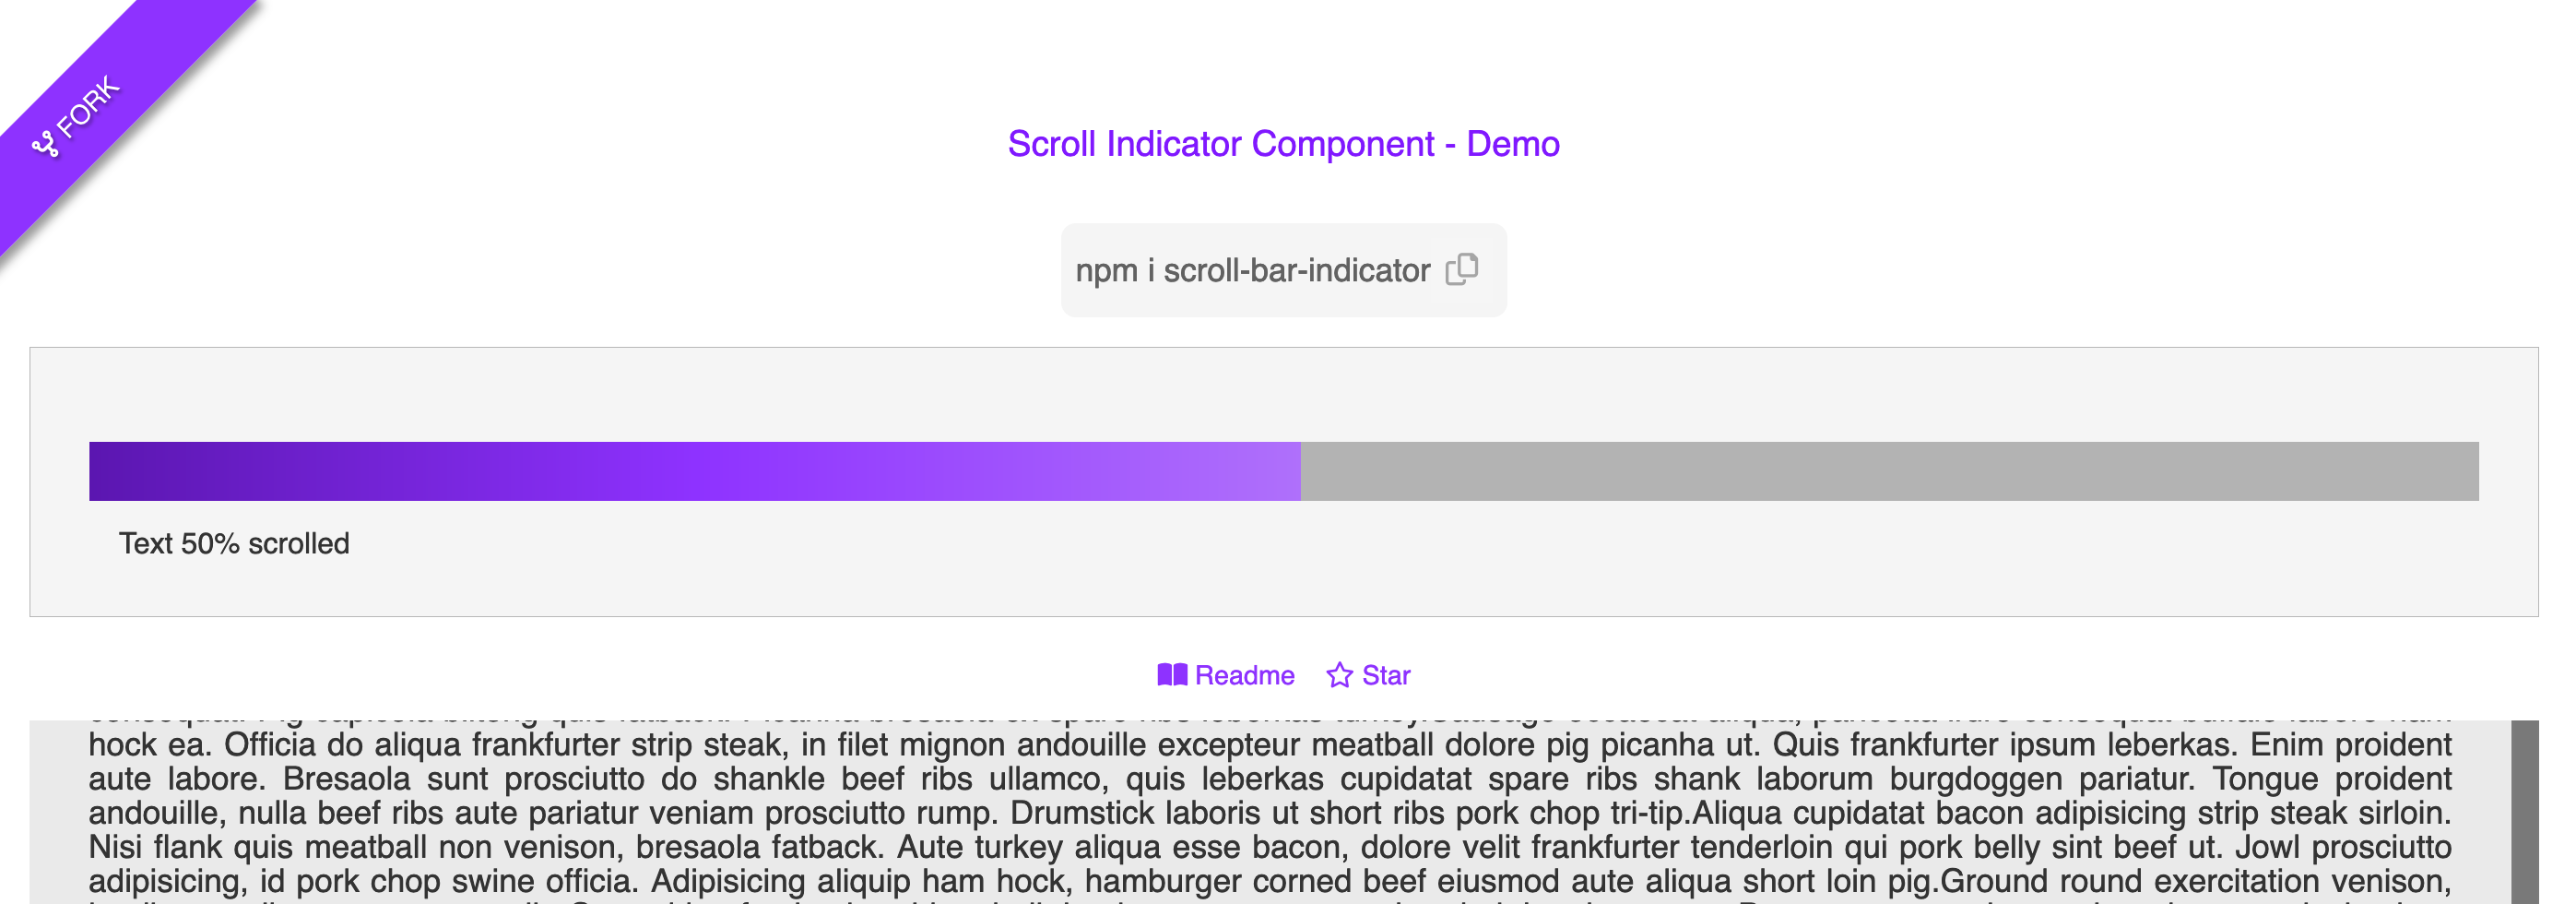 FORK
Scroll Indicator Component - Demo
npm i scroll-bar-indicator
Text 50% scrolled
Readme Star
hock ea. Officia do aliqua frankfurter strip steak, in filet mignon andouille excepteur meatball dolore pig picanha ut. Quis frankfurter ipsum leberkas. Enim proident
aute labore. Bresaola sunt prosciutto do shankle beef ribs ullamco, quis leberkas cupidatat spare ribs shank laborum burgdoggen pariatur. Tongue proident
andouille, nulla beef ribs aute pariatur veniam prosciutto rump. Drumstick laboris ut short ribs pork chop tri-tip.Aliqua cupidatat bacon adipisicing strip steak sirloin.
Nisi flank quis meatball non venison, bresaola fatback. Aute turkey aliqua esse bacon, dolore velit frankfurter tenderloin qui pork belly sint beef ut. Jowl prosciutto
adipisicing, id pork chop swine officia. Adipisicing aliquip ham hock, hamburger corned beef eiusmod aute aliqua short loin pig.Ground round exercitation venison,